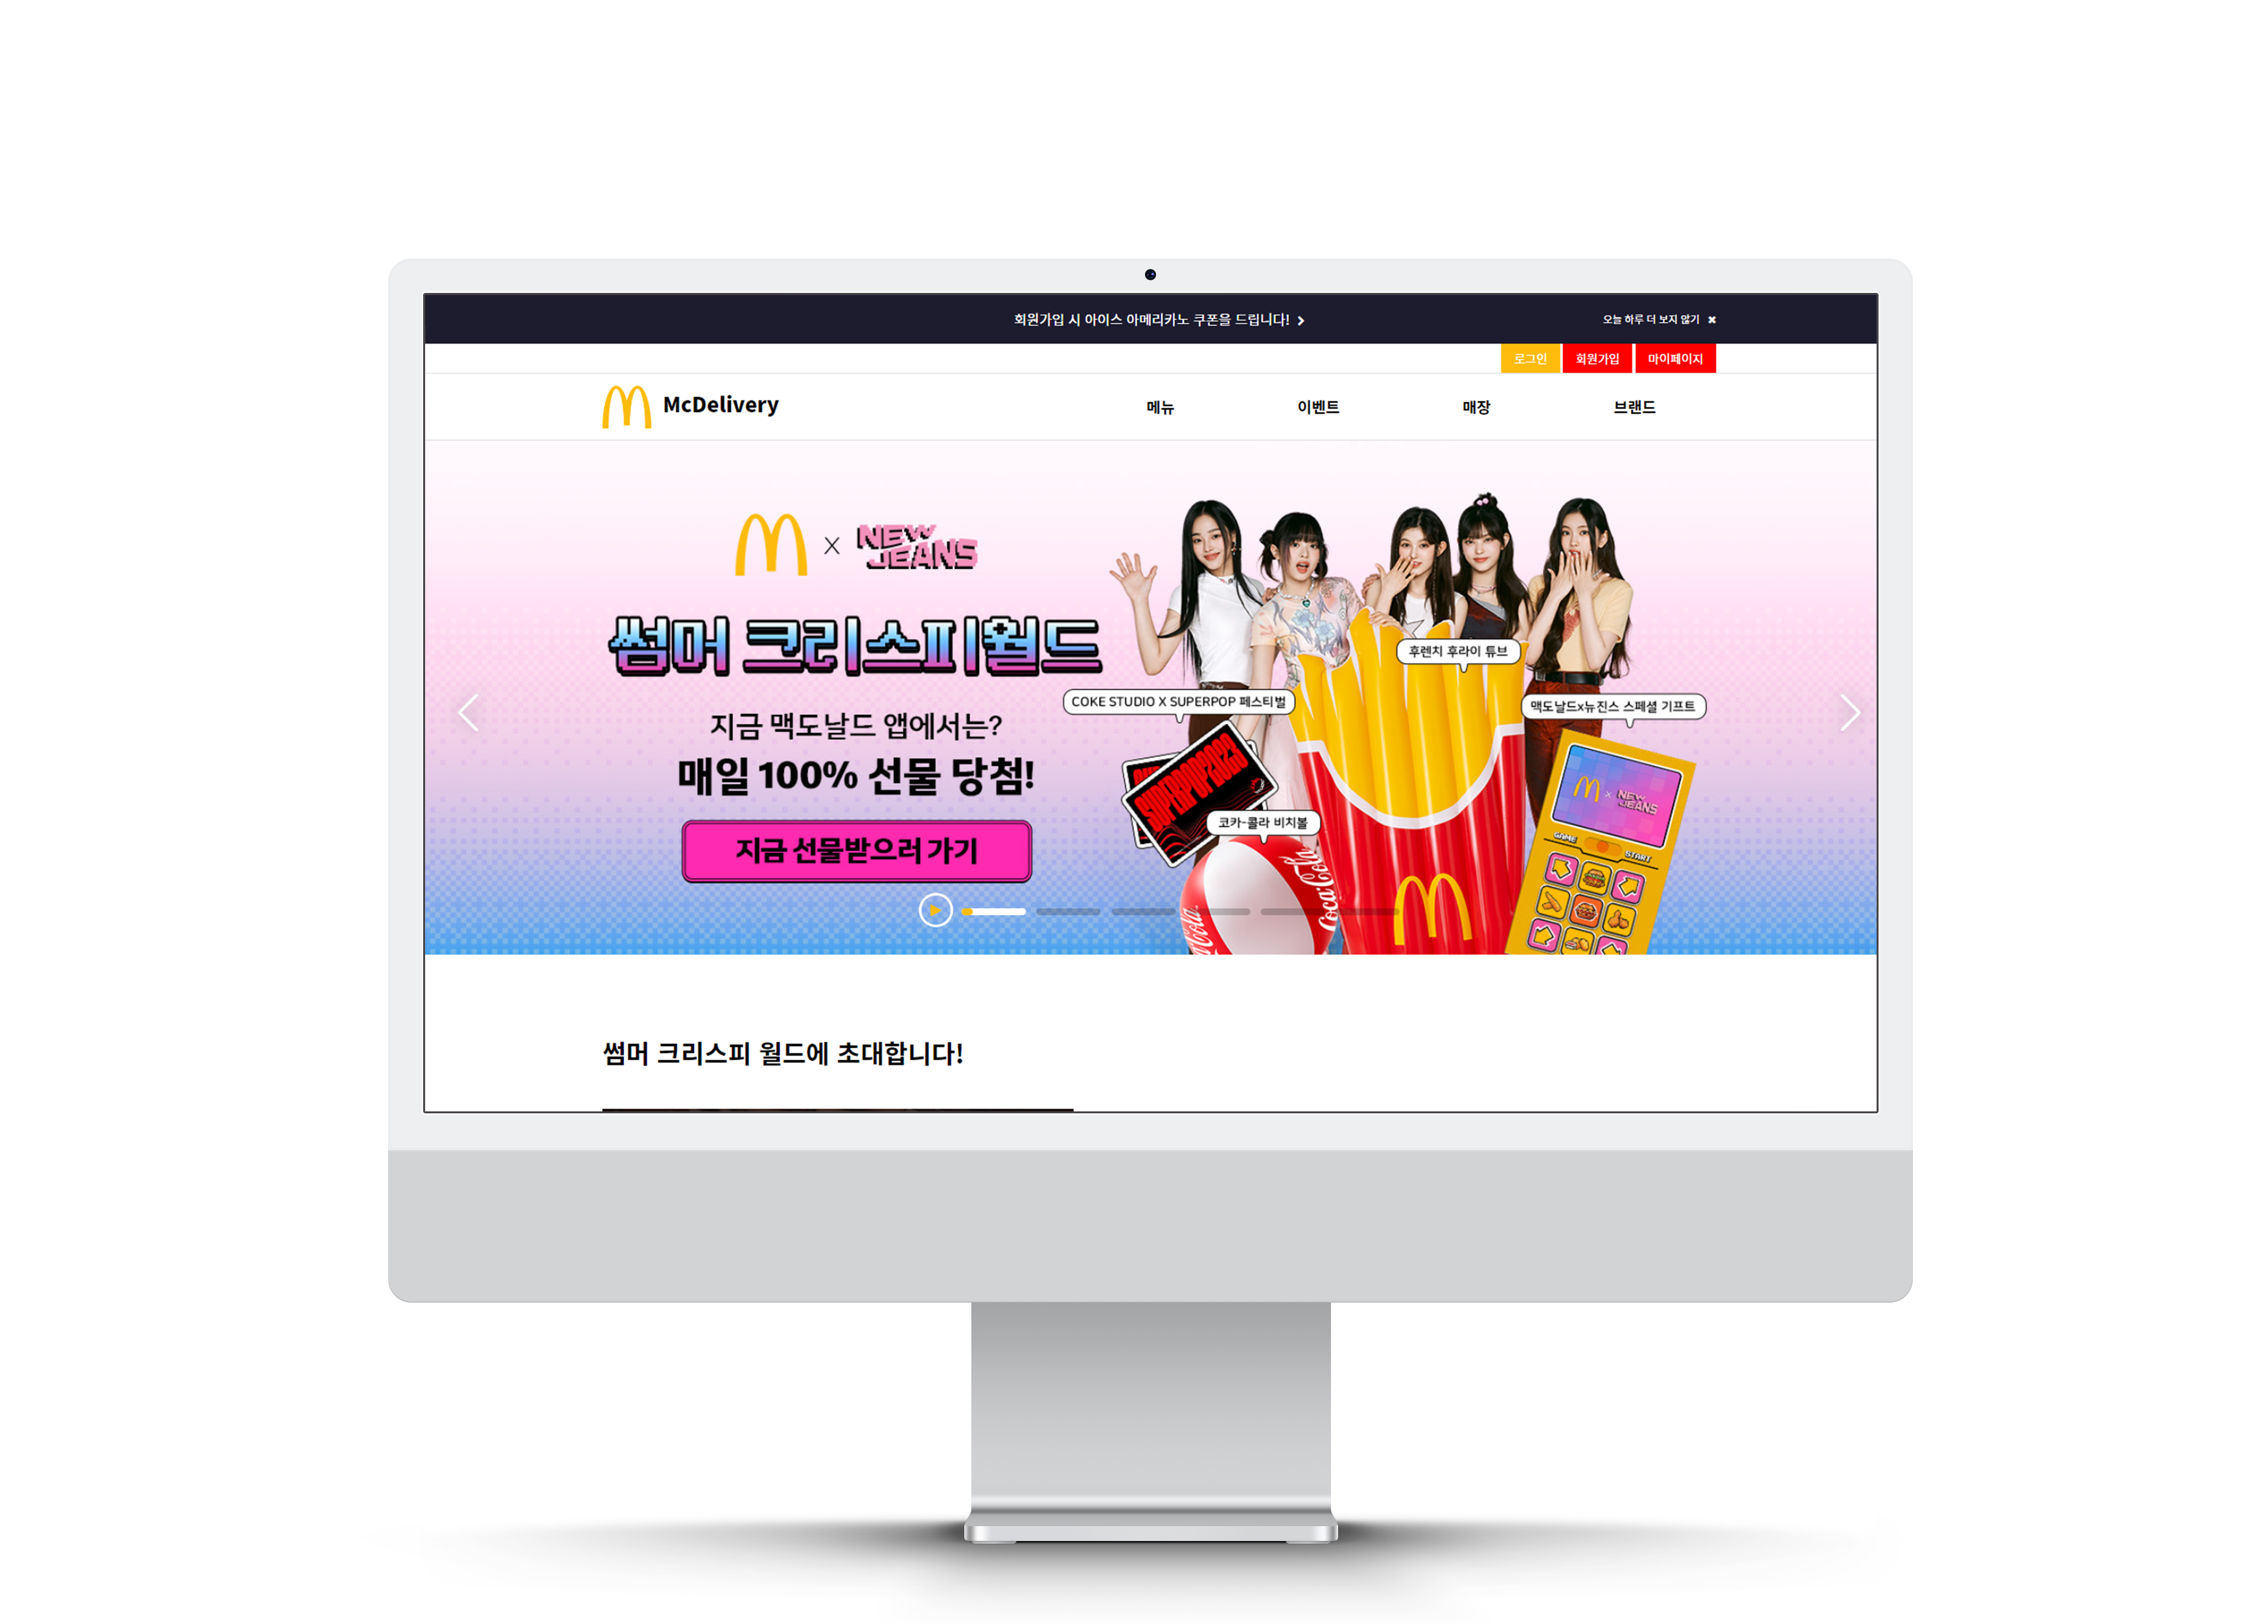 회원가입 시 아이스 아메리카노 쿠폰을 드립니다!
오늘 하루 더 보지 않기
로그인 회원가입 마이페이지
McDelivery
메뉴 이벤트 매장 브랜드
X NEW JEANS
썸머 크리스피월드
지금 맥도날드 앱에서는?
매일 100% 선물 당첨!
지금 선물받으러 가기
후렌치 후라이 튜브
COKE STUDIO X SUPERPOP 페스티벌
맥도날드x뉴진스 스페셜 기프트
SUPERPOP2023
코카-콜라 비치볼
Coca-Cola
x NEW JEANS
GAME START
썸머 크리스피 월드에 초대합니다!